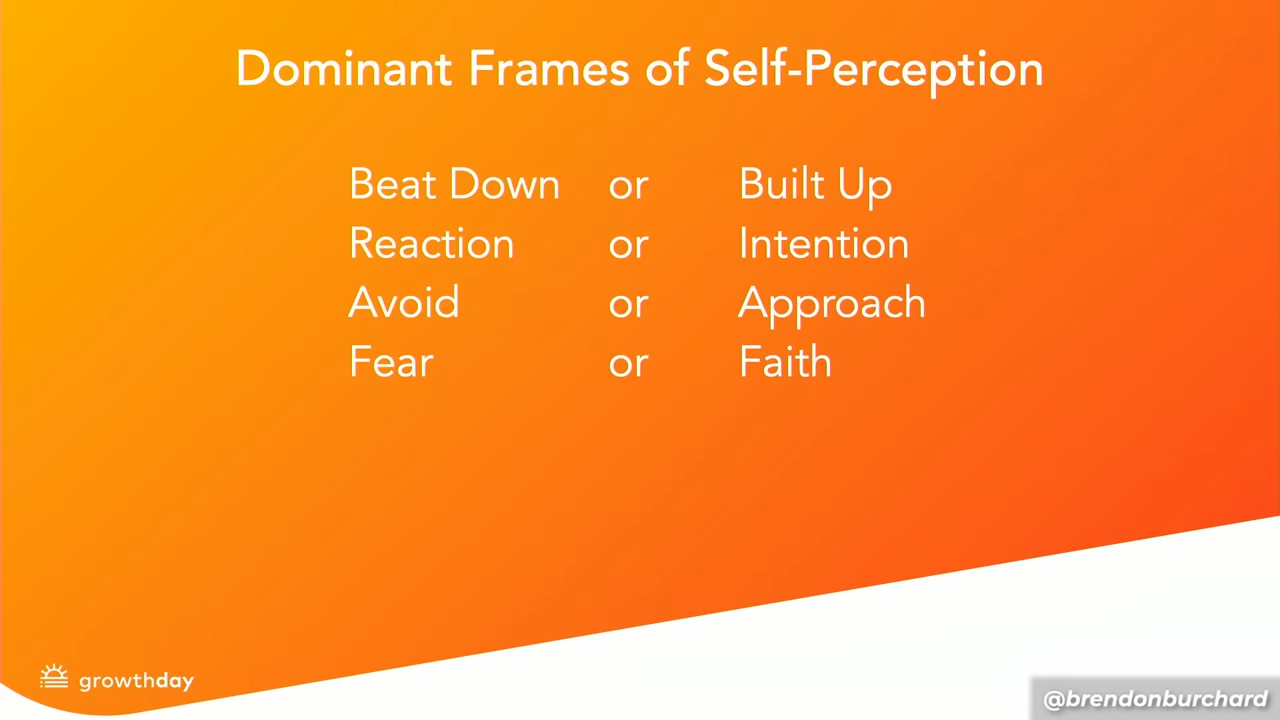 Dominant Frames of Self-Perception
Beat Down or Built Up
Reaction or Intention
Avoid or Approach
Fear or Faith
growthday
@brendonburchard